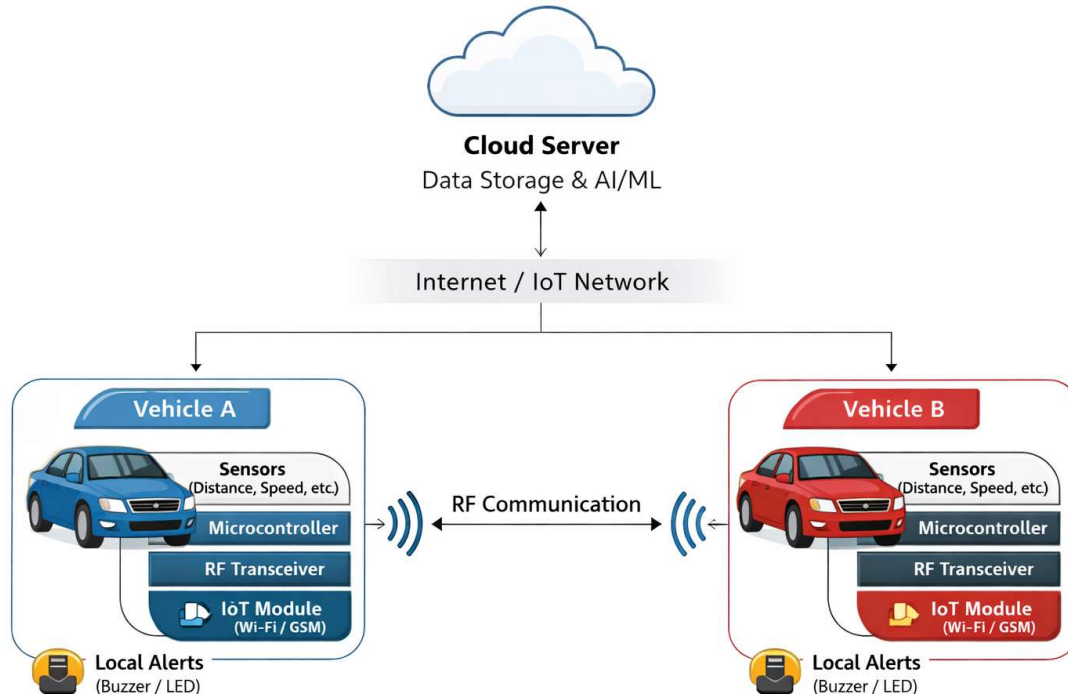 Cloud Server
Data Storage & AI/ML
Internet / IoT Network
Vehicle A
Sensors
(Distance, Speed, etc.)
Microcontroller
RF Transceiver
IòT Module
(Wi-Fi / GSM)
Local Alerts
(Buzzer / LED)
RF Communication
Vehicle B
Sensors
(Distance, Speed, etc.)
Microcontroller
RF Transceiver
IoT Module
(Wi-Fi / GSM)
Local Alerts
(Buzzer / LED)